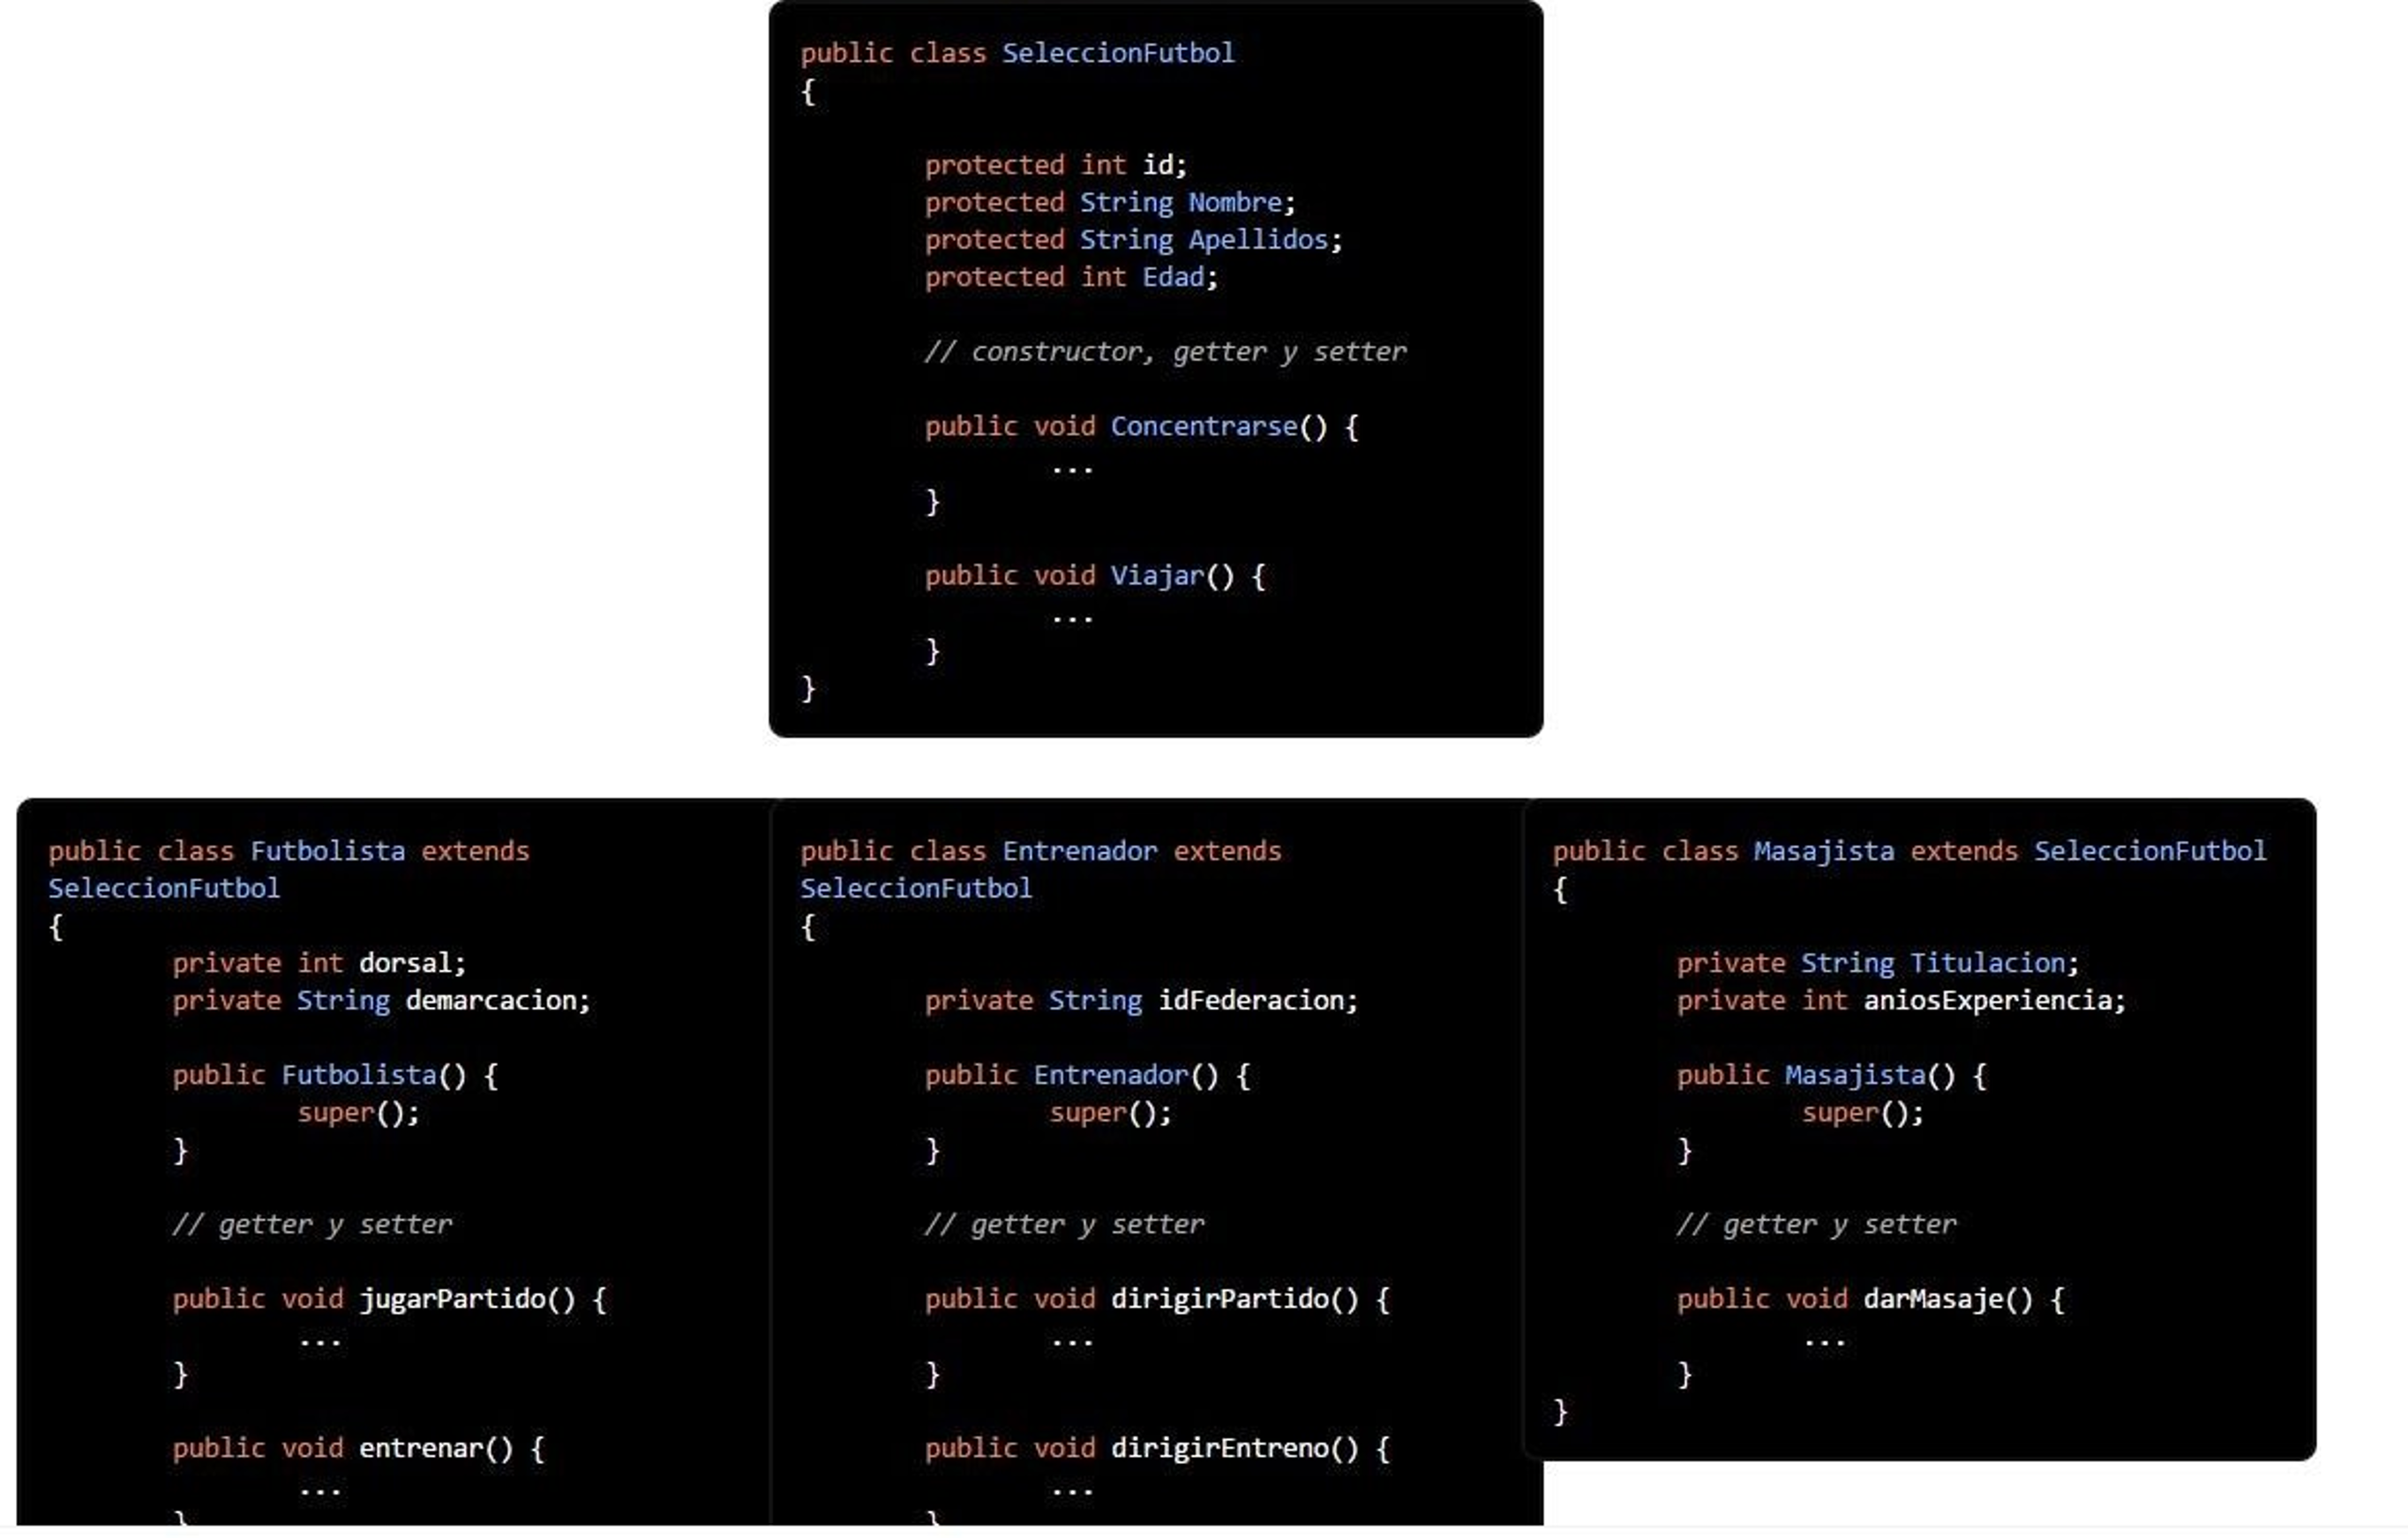 public class SeleccionFutbol
{
protected int id;
protected String Nombre;
protected String Apellidos;
protected int Edad;
// constructor, getter y setter
public void Concentrarse() {
...
}
public void Viajar() {
...
}
}
public class Futbolista extends
SeleccionFutbol
{
private int dorsal;
private String demarcacion;
public Futbolista() {
super();
}
// getter y setter
public void jugarPartido() {
...
}
public void entrenar() {
...
}
public class Entrenador extends
SeleccionFutbol
{
private String idFederacion;
public Entrenador() {
super();
}
// getter y setter
public void dirigirPartido() {
...
}
public void dirigirEntreno() {
...
}
public class Masajista extends SeleccionFutbol
{
private String Titulacion;
private int aniosExperiencia;
public Masajista() {
super();
}
// getter y setter
public void darMasaje() {
...
}
}